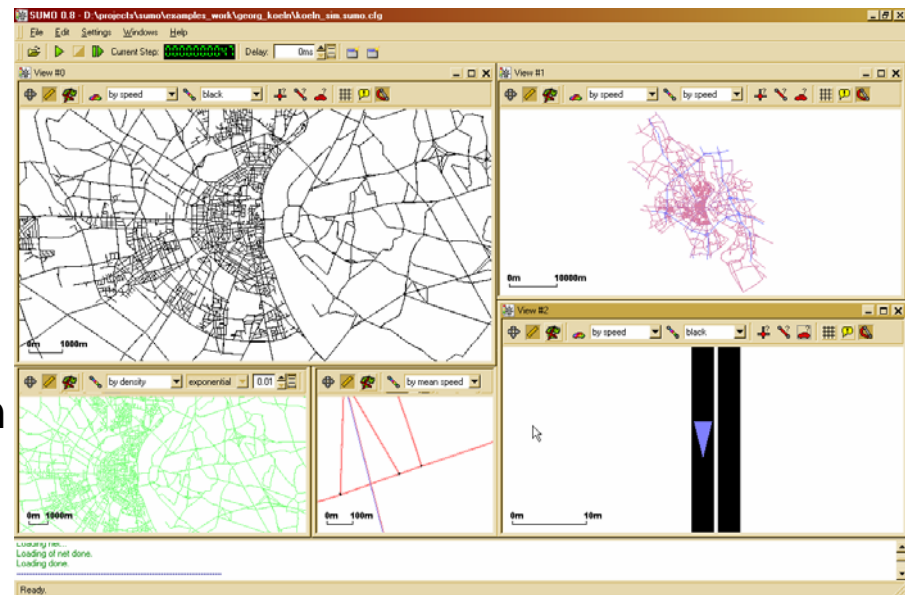 SUMO 0.8 - D:\projects\sumo\examples_work\georg_koeln\koeln_sim.sumo.cfg
File Edit Settings Windows Help
Current Step: Delay: 0ms
View #0
by speed black
0m 1000m
View #1
by speed by speed
0m 10000m
View #2
by speed black
0m 10m
by density exponential 0.01
0m 1000m
by mean speed
0m 100m
n
Loading net...
Loading of net done.
Loading done.
Ready.